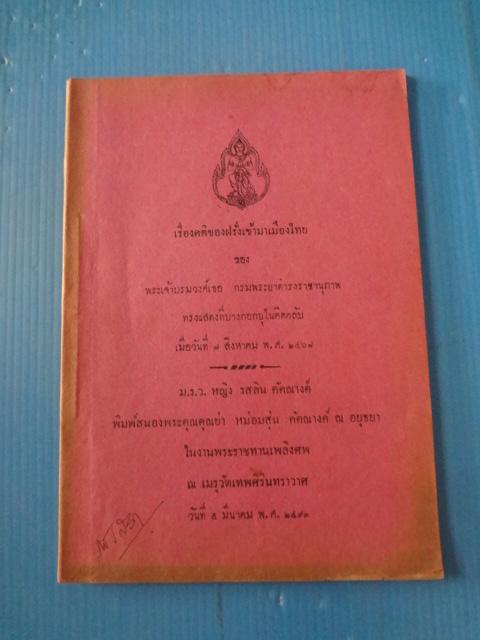 เรื่องคติของฝรั่งเข้ามาเมืองไทย
ของ
พระเจ้าบรมวงศ์เธอ กรมพระยาดำรงราชานุภาพ
ทรงแสดงที่บางกอกยุไนติดคลับ
เมื่อวันที่ ๗ สิงหาคม พ.ศ. ๒๔๖๗
ม.ร.ว. หญิง รสลิน คัคณางค์
พิมพ์สนองพระคุณคุณย่า หม่อมสุ่น คัคณางค์ ณ อยุธยา
ในงานพระราชทานเพลิงศพ
ณ เมรุวัดเทพศิรินทราวาศ
วันที่ ๕ มีนาคม พ.ศ. ๒๔๙๓